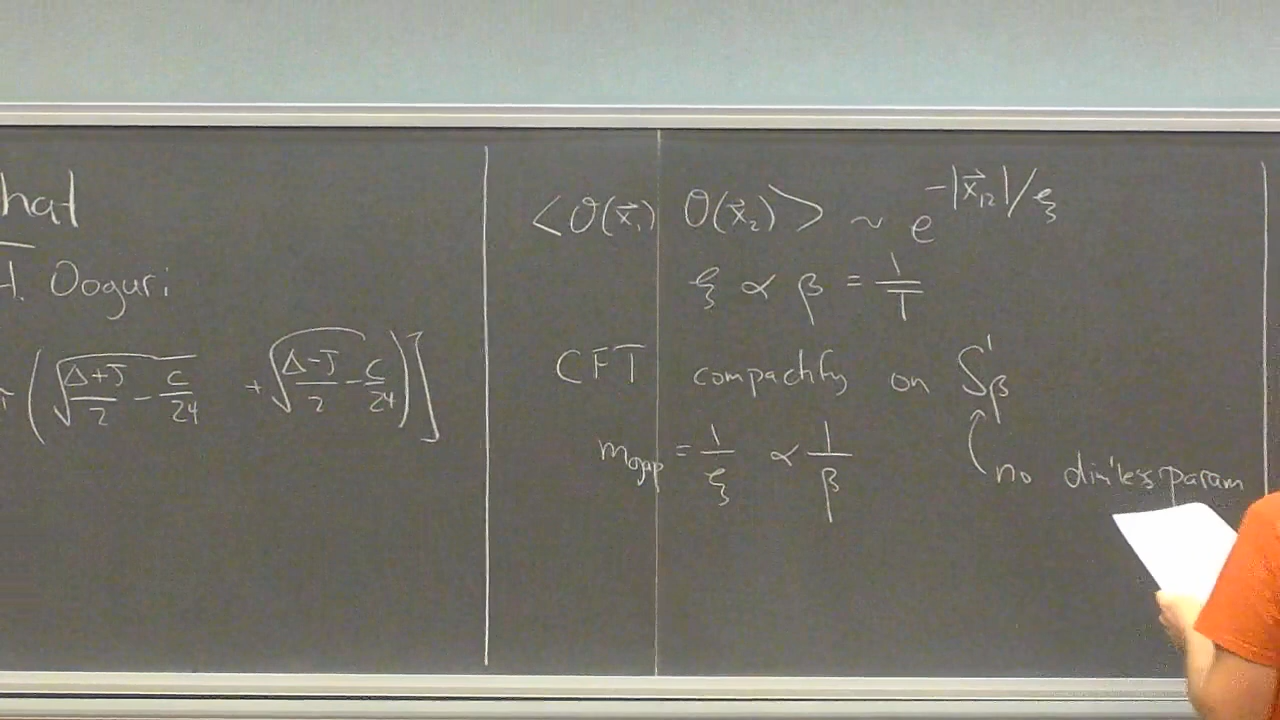 hat
H. Ooguri
(√(Δ+J)/2 - c/24 + √(Δ-J)/2 - c/24)]
<O(x⃗₁) O(x⃗₂)> ~ e^{-|x⃗₁₂|/ξ}
ξ ∝ β = 1/T
CFT compactify on S¹_β
m_gap = 1/ξ ∝ 1/β
no dim'less param